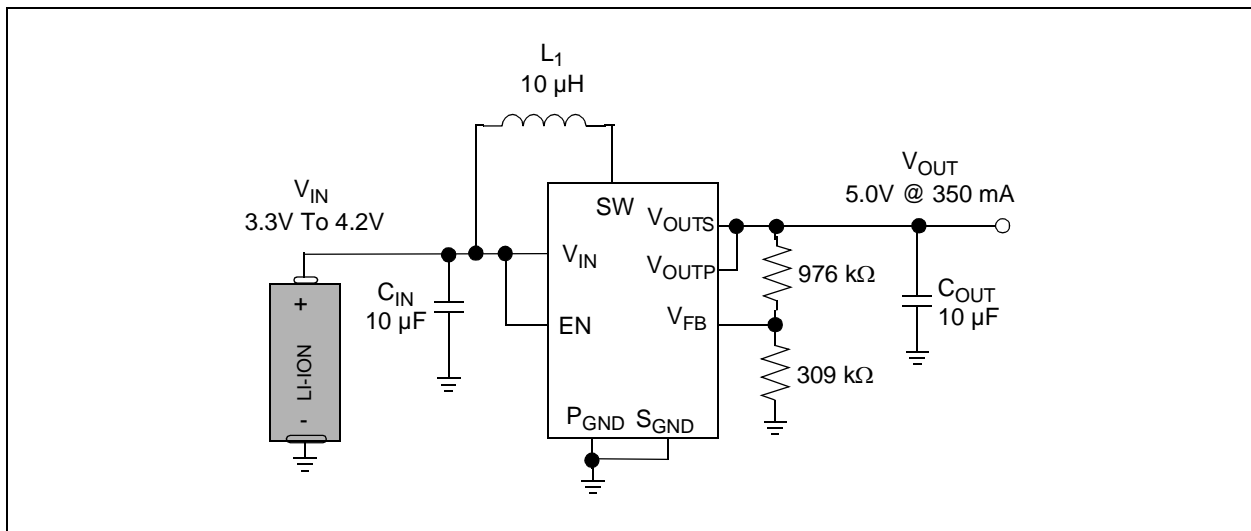 L1
10 µH
VIN
3.3V To 4.2V
VOUT
5.0V @ 350 mA
SW
VOUTS
VIN
VOUTP
976 kΩ
CIN
10 µF
COUT
10 µF
+
LI-ION
-
EN
VFB
309 kΩ
PGND SGND